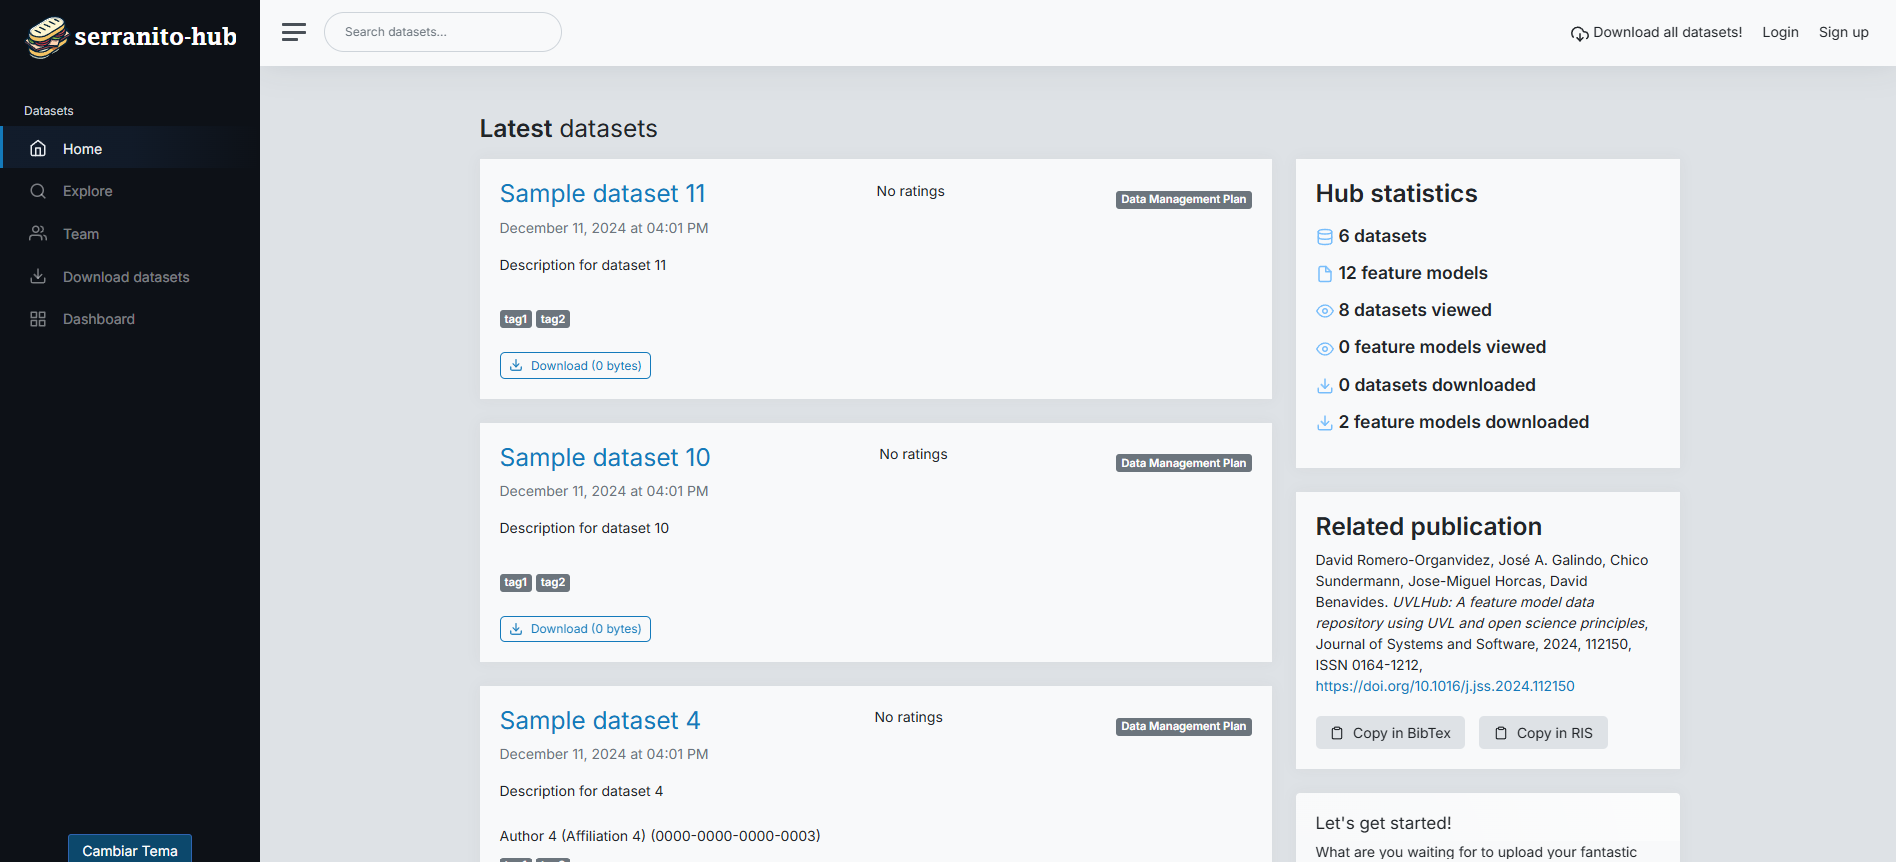 serranito-hub
Datasets
Home
Explore
Team
Download datasets
Dashboard
Cambiar Tema
Search datasets...
Download all datasets!
Login
Sign up
Latest datasets
Sample dataset 11
No ratings
Data Management Plan
December 11, 2024 at 04:01 PM
Description for dataset 11
tag1 tag2
Download (0 bytes)
Sample dataset 10
No ratings
Data Management Plan
December 11, 2024 at 04:01 PM
Description for dataset 10
tag1 tag2
Download (0 bytes)
Sample dataset 4
No ratings
Data Management Plan
December 11, 2024 at 04:01 PM
Description for dataset 4
Author 4 (Affiliation 4) (0000-0000-0000-0003)
Hub statistics
6 datasets
12 feature models
8 datasets viewed
0 feature models viewed
0 datasets downloaded
2 feature models downloaded
Related publication
David Romero-Organvidez, José A. Galindo, Chico
Sundermann, Jose-Miguel Horcas, David
Benavides. UVLHub: A feature model data
repository using UVL and open science principles,
Journal of Systems and Software, 2024, 112150,
ISSN 0164-1212,
https://doi.org/10.1016/j.jss.2024.112150
Copy in BibTex
Copy in RIS
Let's get started!
What are you waiting for to upload your fantastic